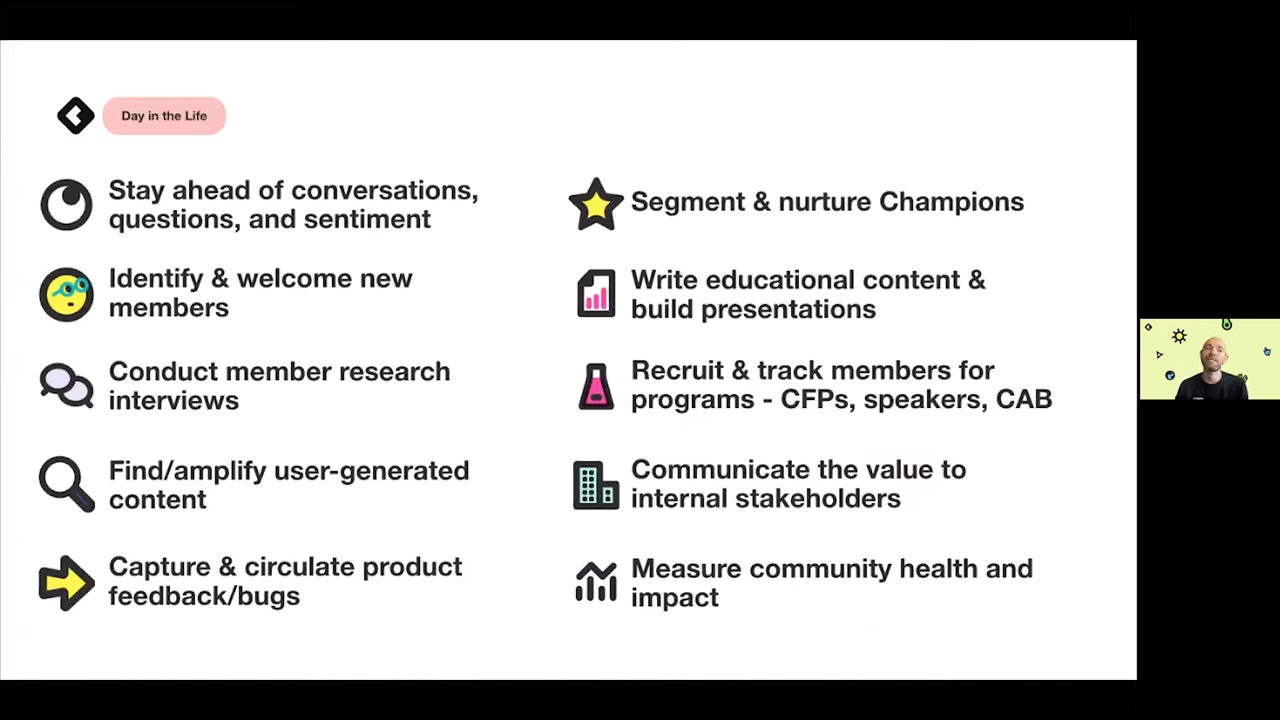 Day in the Life
Stay ahead of conversations,
questions, and sentiment
Identify & welcome new
members
Conduct member research
interviews
Find/amplify user-generated
content
Capture & circulate product
feedback/bugs
Segment & nurture Champions
Write educational content &
build presentations
Recruit & track members for
programs - CFPs, speakers, CAB
Communicate the value to
internal stakeholders
Measure community health and
impact